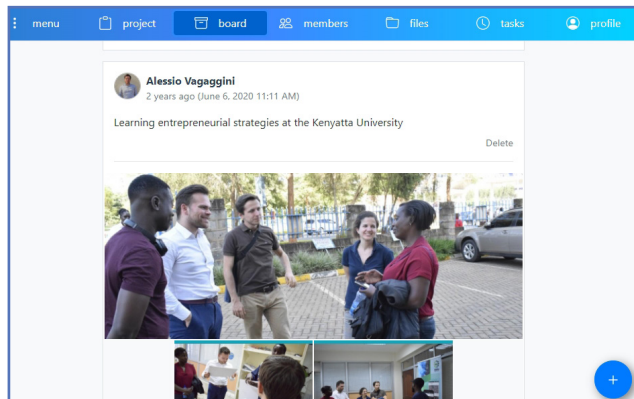 menu
project
board
members
files
tasks
profile
Alessio Vagaggini
2 years ago (June 6, 2020 11:11 AM)
Learning entrepreneurial strategies at the Kenyatta University
Delete
+